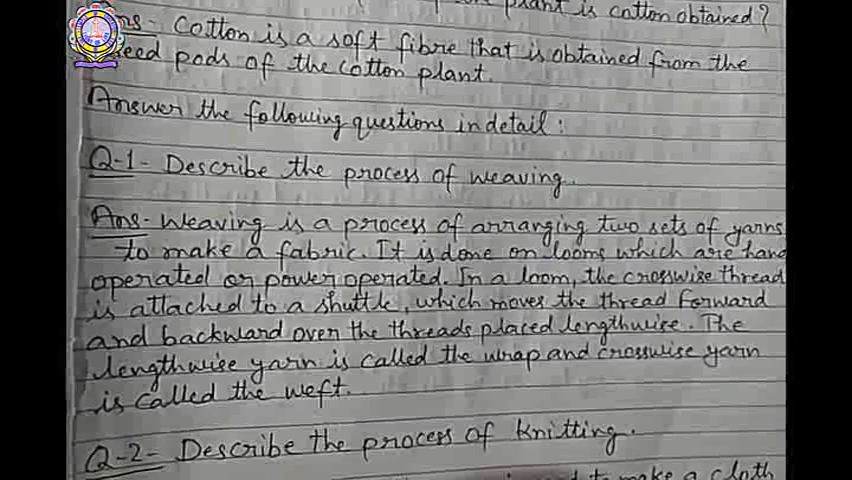 plant is cotton obtained?
Ans- Cotton is a soft fibre that is obtained from the
seed pods of the cotton plant.
Answer the following questions in detail:
Q-1- Describe the process of weaving.
Ans- Weaving is a process of arranging two sets of yarns
to make a fabric. It is done on looms which are hand
operated or power operated. In a loom, the crosswise thread
is attached to a shuttle, which moves the thread forward
and backward over the threads placed lengthwise. The
lengthwise yarn is called the wrap and crosswise yarn
is called the weft.
Q-2- Describe the process of knitting.
to make a cloth